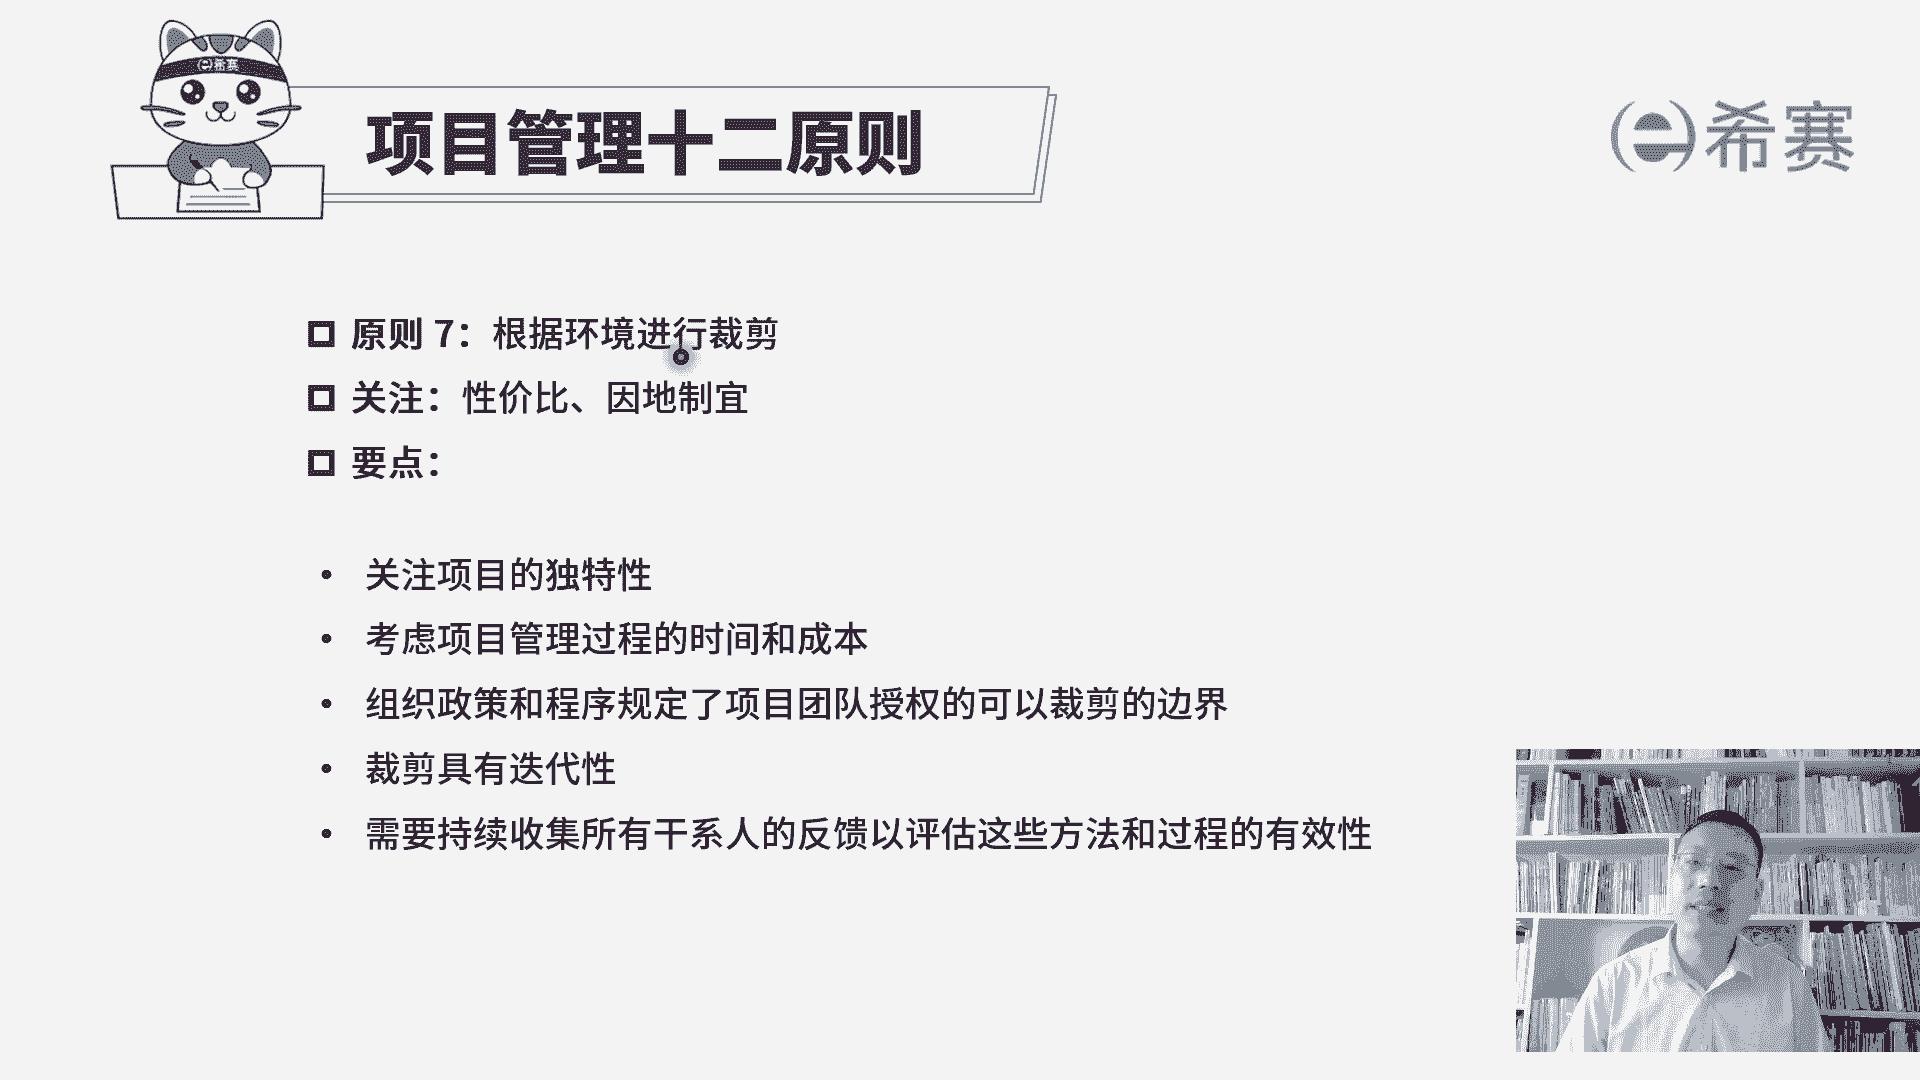 希赛
项目管理十二原则
希赛
原则 7：根据环境进行裁剪
关注：性价比、因地制宜
要点：
关注项目的独特性
考虑项目管理过程的时间和成本
组织政策和程序规定了项目团队授权的可以裁剪的边界
裁剪具有迭代性
需要持续收集所有干系人的反馈以评估这些方法和过程的有效性